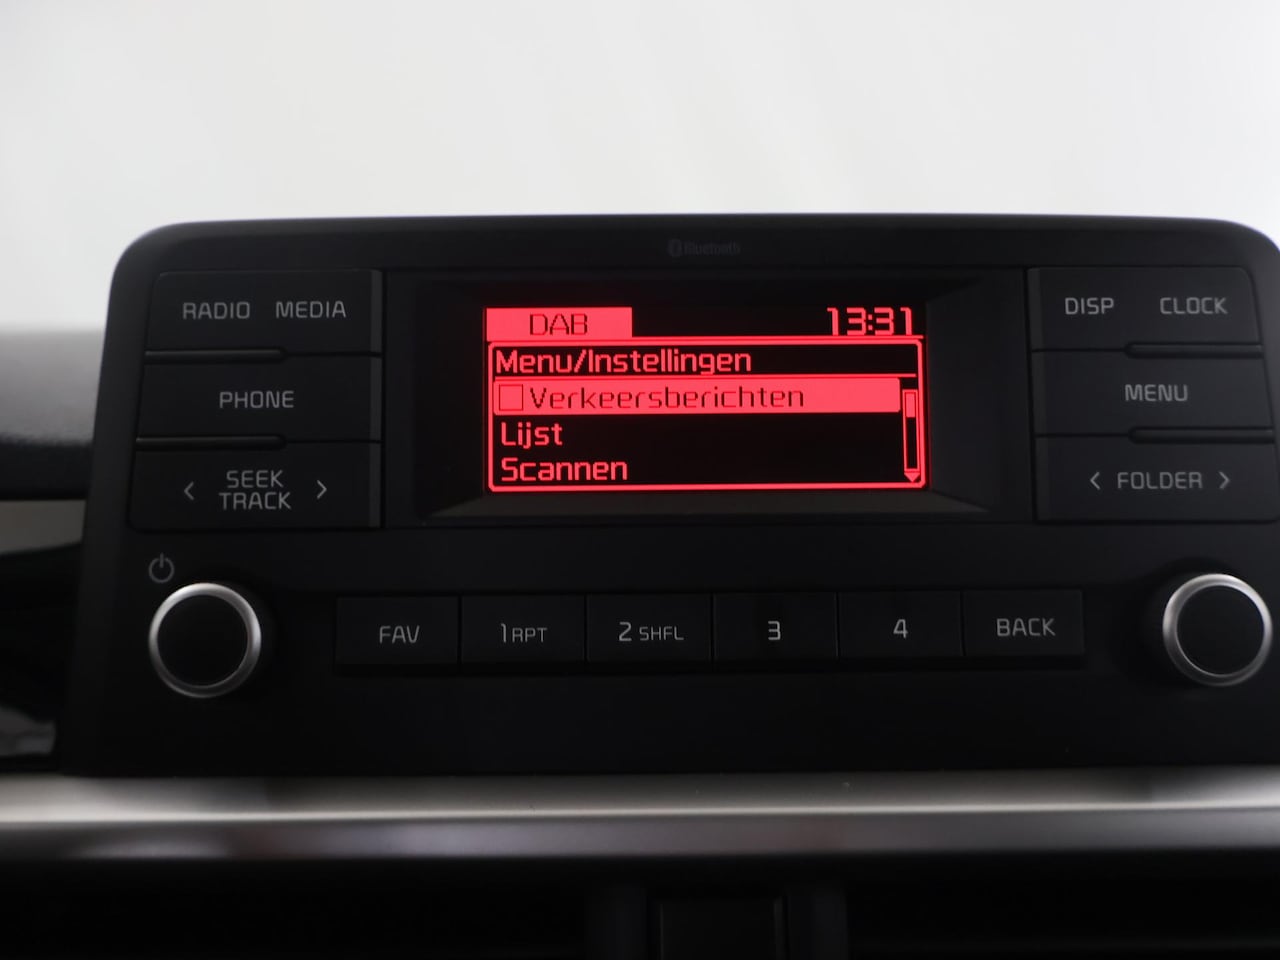 Bluetooth
RADIO MEDIA
PHONE
< SEEK TRACK >
DAB 13:31
Menu/Instellingen
Verkeersberichten
Lijst
Scannen
DISP CLOCK
MENU
< FOLDER >
FAV 1 RPT 2 SHFL 3 4 BACK